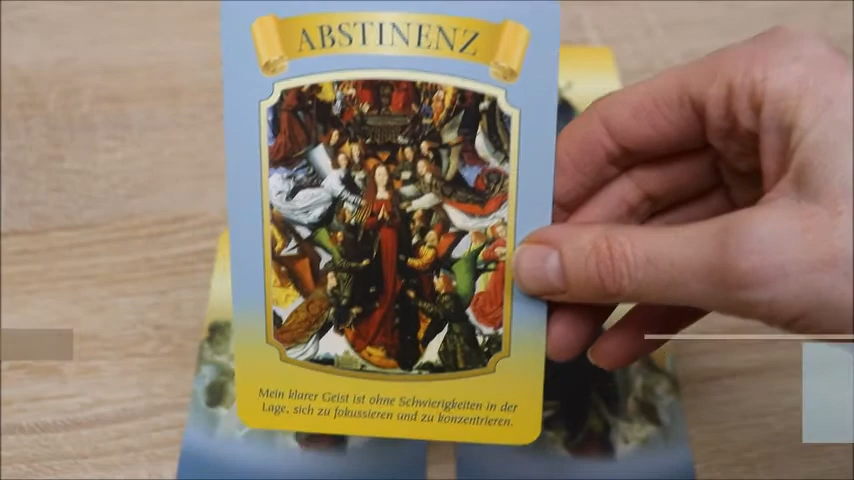 ABSTINENZ
Mein klarer Geist ist ohne Schwierigkeiten in der
Lage, sich zu fokussieren und zu konzentrieren.